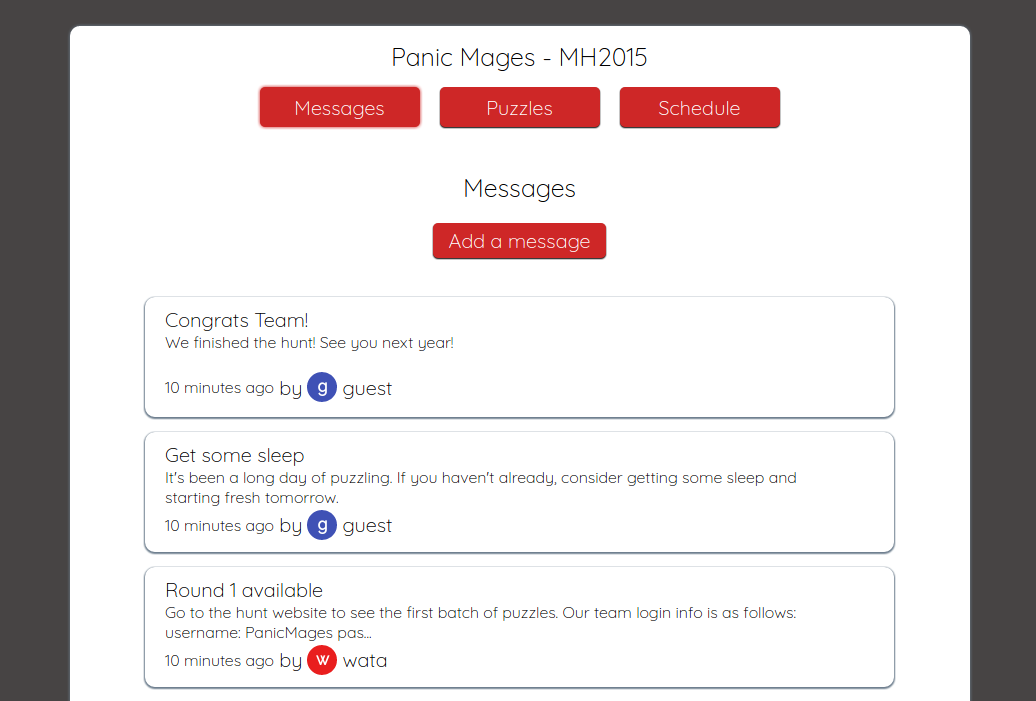 Panic Mages - MH2015
Messages Puzzles Schedule
Messages
Add a message
Congrats Team!
We finished the hunt! See you next year!
10 minutes ago by g guest
Get some sleep
It's been a long day of puzzling. If you haven't already, consider getting some sleep and
starting fresh tomorrow.
10 minutes ago by g guest
Round 1 available
Go to the hunt website to see the first batch of puzzles. Our team login info is as follows:
username: PanicMages pas...
10 minutes ago by w wata